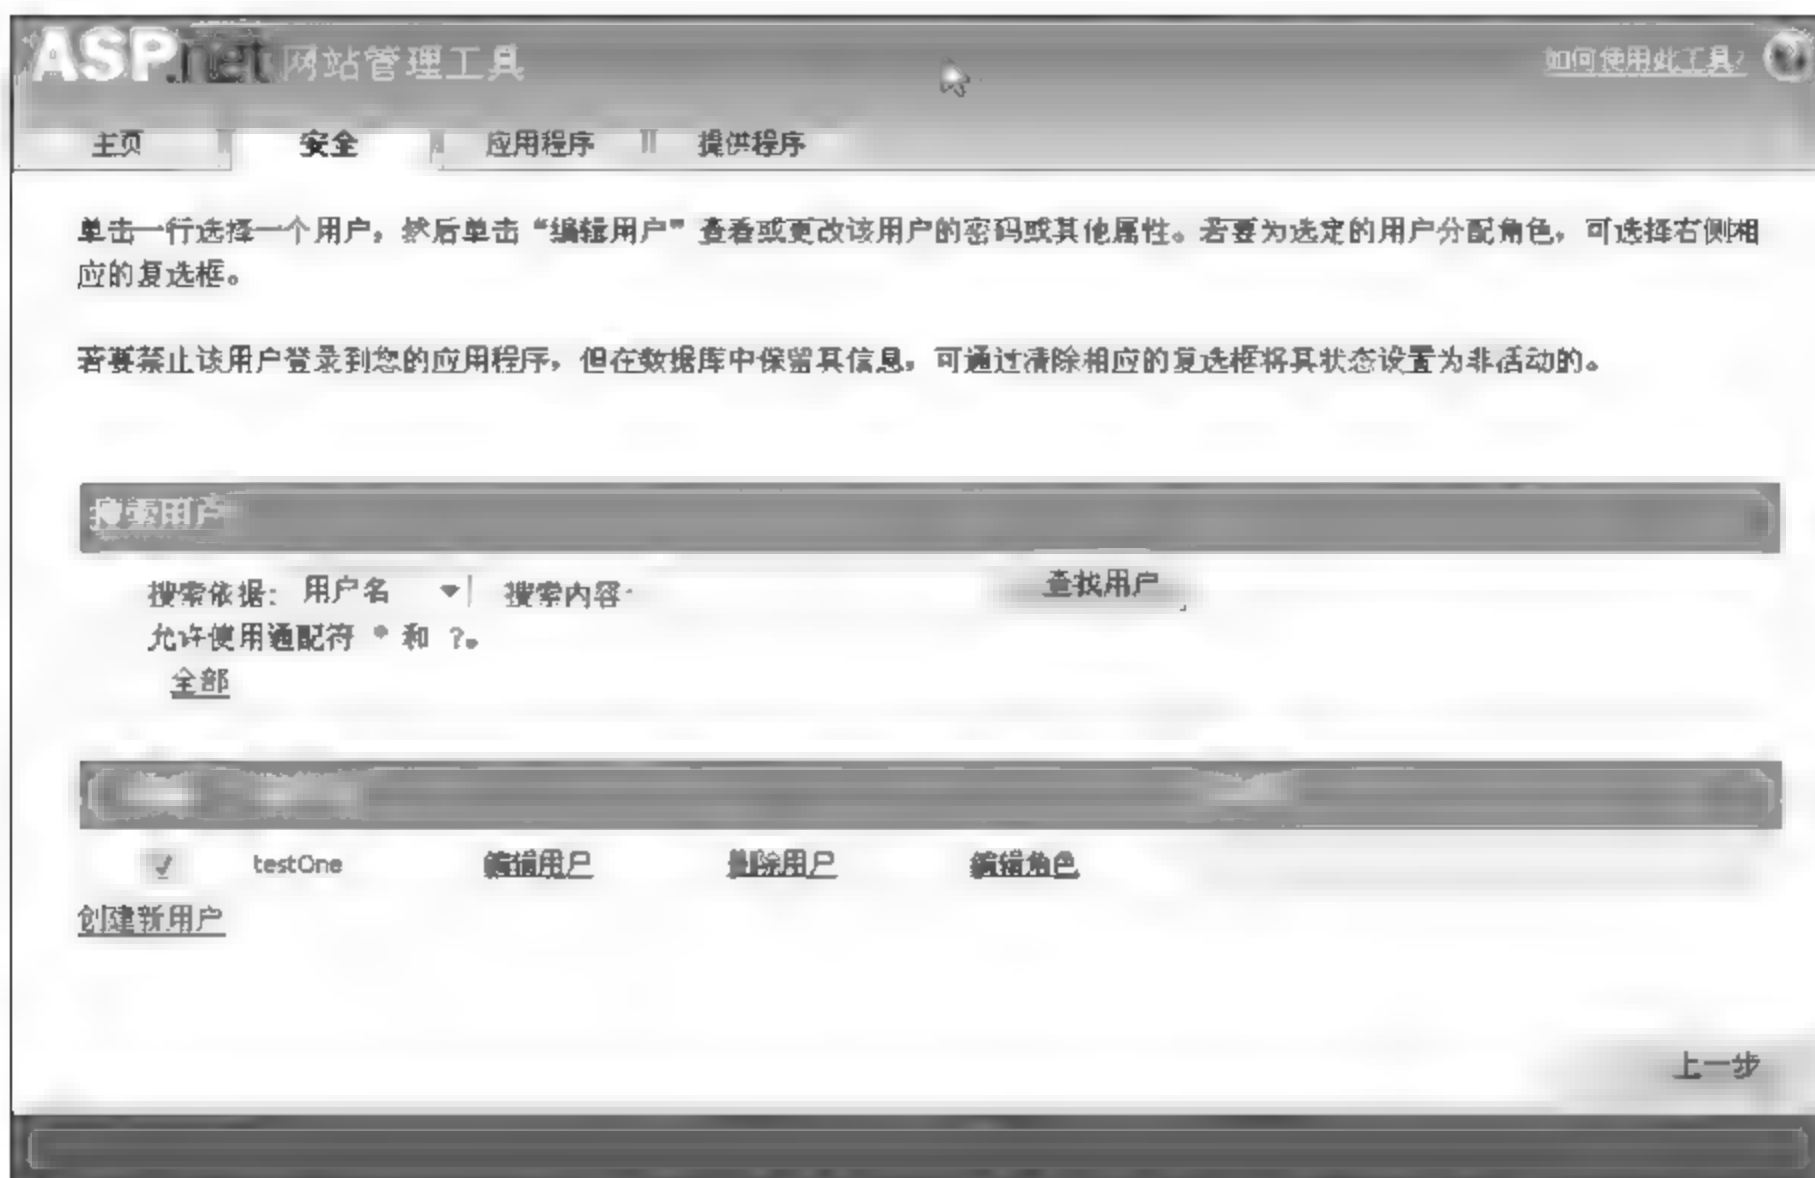 ASP.net 网站管理工具
如何使用此工具?
主页 安全 应用程序 提供程序
单击一行选择一个用户，然后单击“编辑用户”查看或更改该用户的密码或其他属性。若要为选定的用户分配角色，可选择右侧相
应的复选框。
若要禁止该用户登录到您的应用程序，但在数据库中保留其信息，可通过清除相应的复选框将其状态设置为非活动的。
搜索用户
搜索依据: 用户名 搜索内容: 查找用户
允许使用通配符 * 和 ?。
全部
testOne 编辑用户 删除用户 编辑角色
创建新用户
上一步